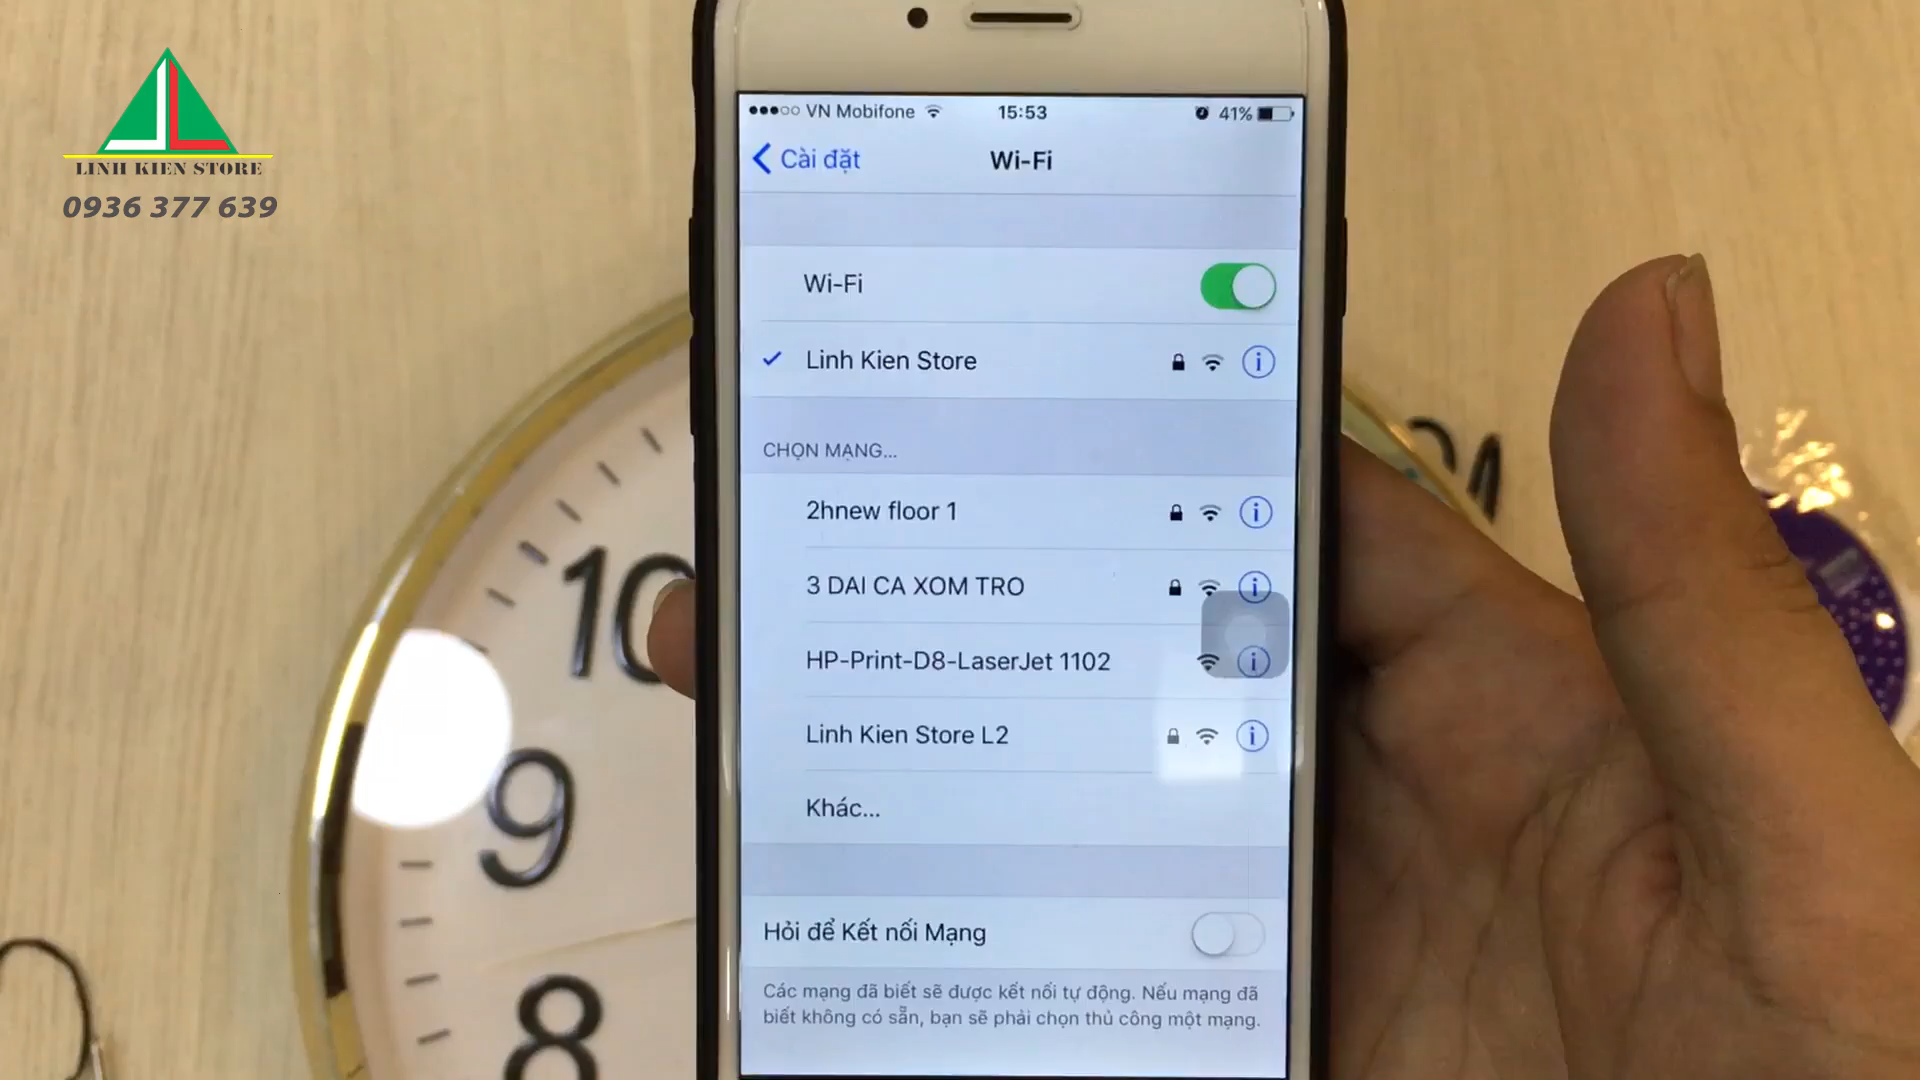 LINH KIEN STORE
0936 377 639
VN Mobifone 15:53 41%
Cài đặt Wi-Fi
Wi-Fi
Linh Kien Store
CHỌN MẠNG...
2hnew floor 1
3 DAI CA XOM TRO
HP-Print-D8-LaserJet 1102
Linh Kien Store L2
Khác...
Hỏi để Kết nối Mạng
Các mạng đã biết sẽ được kết nối tự động. Nếu mạng đã
biết không có sẵn, bạn sẽ phải chọn thủ công một mạng.
10
9
8